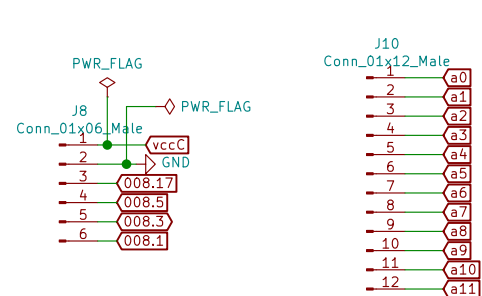 PWR_FLAG
PWR_FLAG
J8
Conn_01x06_Male
1 vccC
2 GND
3 008.17
4 008.5
5 008.3
6 008.1
J10
Conn_01x12_Male
1 a0
2 a1
3 a2
4 a3
5 a4
6 a5
7 a6
8 a7
9 a8
10 a9
11 a10
12 a11